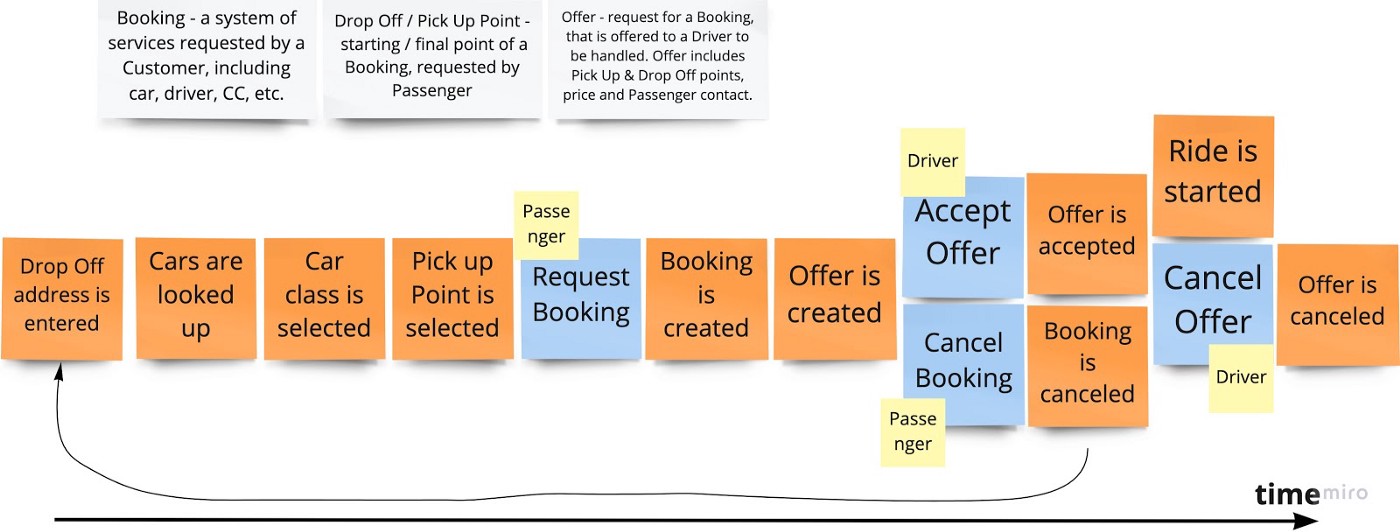 Booking - a system of
services requested by a
Customer, including
car, driver, CC, etc.
Drop Off / Pick Up Point -
starting / final point of a
Booking, requested by
Passenger
Offer - request for a Booking,
that is offered to a Driver to
be handled. Offer includes
Pick Up & Drop Off points,
price and Passenger contact.
Drop Off
address is
entered
Cars are
looked
up
Car
class is
selected
Pick up
Point is
selected
Passe
nger
Request
Booking
Booking
is
created
Offer is
created
Driver
Accept
Offer
Offer is
accepted
Cancel
Booking
Passe
nger
Booking
is
canceled
Ride is
started
Cancel
Offer
Driver
Offer is
canceled
time
miro